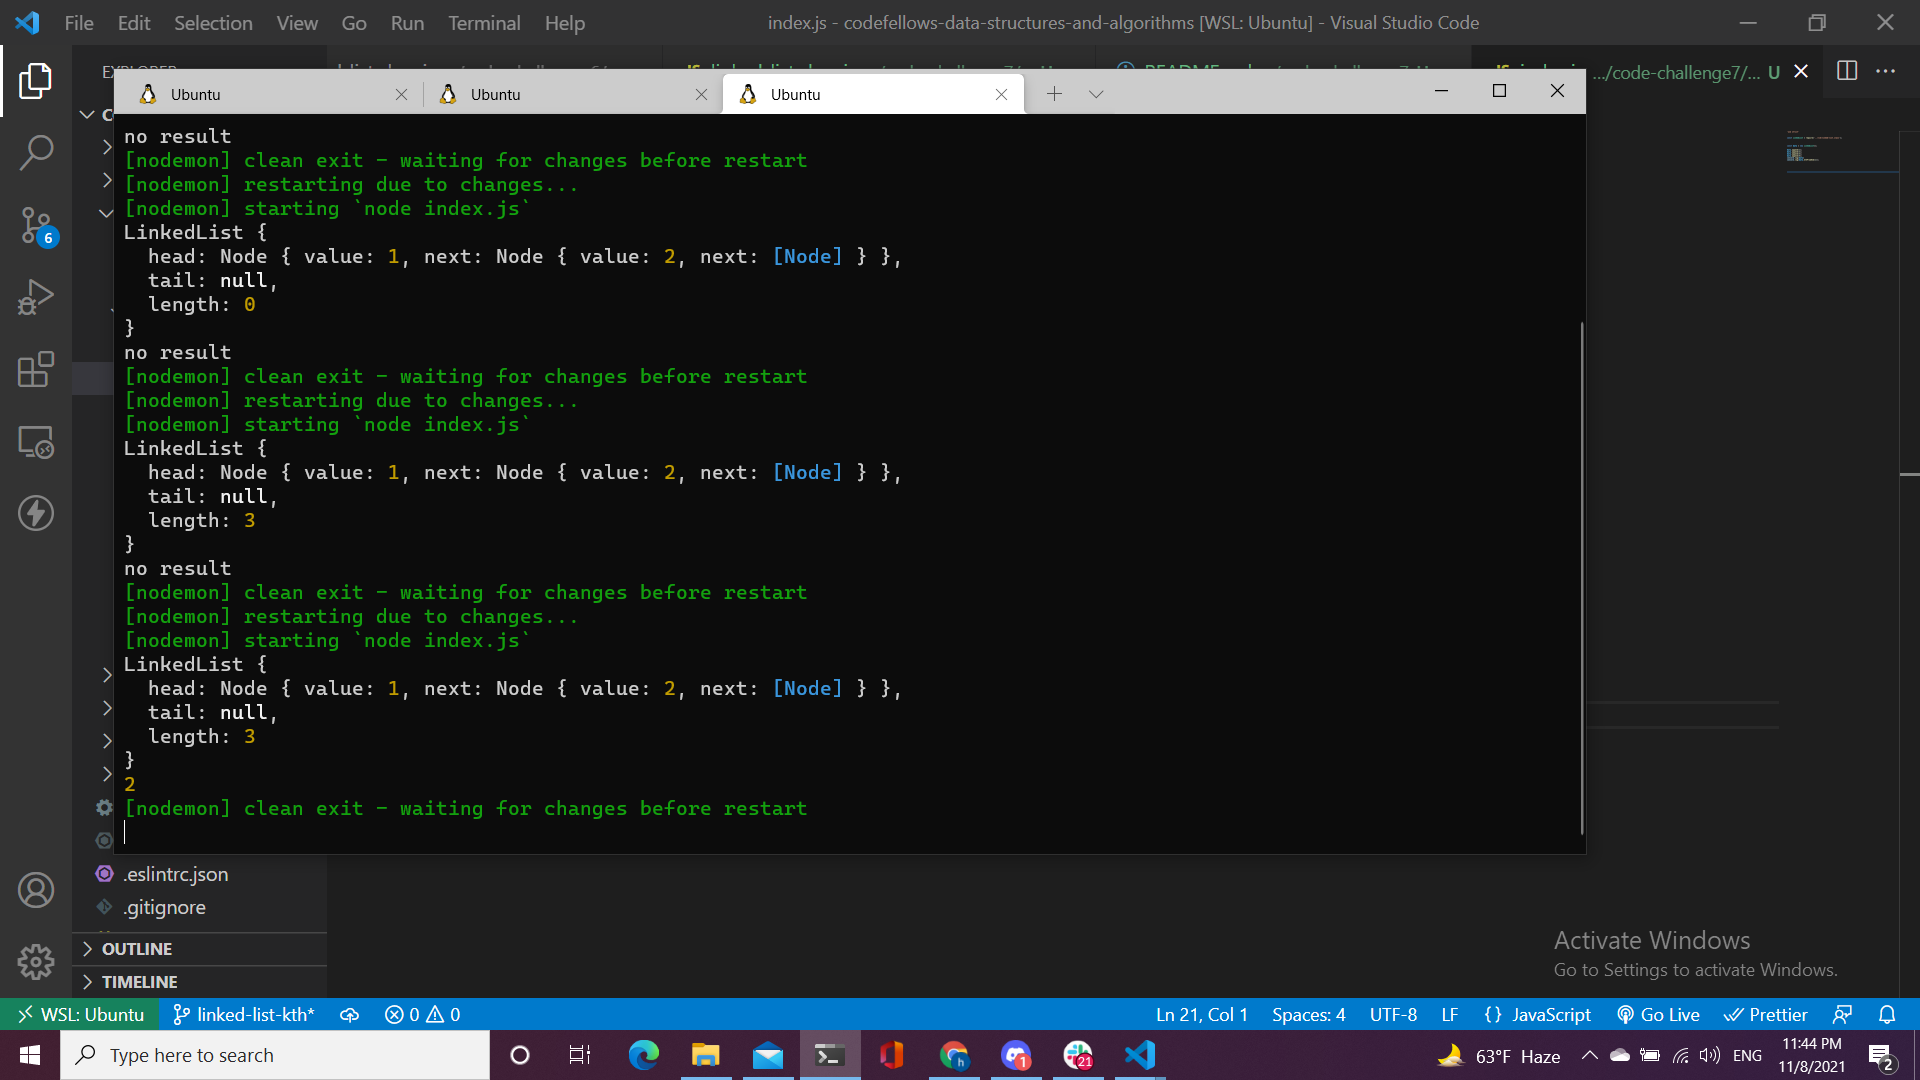 File Edit Selection View Go Run Terminal Help
index.js - codefellows-data-structures-and-algorithms [WSL: Ubuntu] - Visual Studio Code
.../code-challenge7/... U
Ubuntu
Ubuntu
Ubuntu
no result
[nodemon] clean exit - waiting for changes before restart
[nodemon] restarting due to changes...
[nodemon] starting `node index.js`
LinkedList {
  head: Node { value: 1, next: Node { value: 2, next: [Node] } },
  tail: null,
  length: 0
}
no result
[nodemon] clean exit - waiting for changes before restart
[nodemon] restarting due to changes...
[nodemon] starting `node index.js`
LinkedList {
  head: Node { value: 1, next: Node { value: 2, next: [Node] } },
  tail: null,
  length: 3
}
no result
[nodemon] clean exit - waiting for changes before restart
[nodemon] restarting due to changes...
[nodemon] starting `node index.js`
LinkedList {
  head: Node { value: 1, next: Node { value: 2, next: [Node] } },
  tail: null,
  length: 3
}
2
[nodemon] clean exit - waiting for changes before restart
6
.eslintrc.json
.gitignore
OUTLINE
TIMELINE
Activate Windows
Go to Settings to activate Windows.
WSL: Ubuntu linked-list-kth* 0 0 Ln 21, Col 1 Spaces: 4 UTF-8 LF {} JavaScript Go Live Prettier
Type here to search
1
21
63°F Haze ENG
11:44 PM
11/8/2021
2